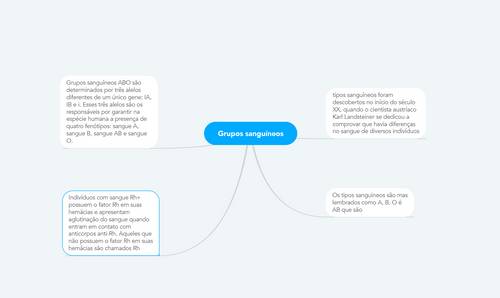 Grupos sanguíneos ABO são
determinados por três alelos
diferentes de um único gene: IA,
IB e i. Esses três alelos são os
responsáveis por garantir na
espécie humana a presença de
quatro fenótipos: sangue A,
sangue B, sangue AB e sangue
O.
tipos sanguíneos foram
descobertos no início do século
XX, quando o cientista austríaco
Karl Landsteiner se dedicou a
comprovar que havia diferenças
no sangue de diversos indivíduos
Grupos sanguíneos
Indivíduos com sangue Rh+
possuem o fator Rh em suas
hemácias e apresentam
aglutinação do sangue quando
entram em contato com
anticorpos anti-Rh. Aqueles que
não possuem o fator Rh em suas
hemácias são chamados Rh
Os tipos sanguíneos são mas
lembrados como A, B, O é
AB que são